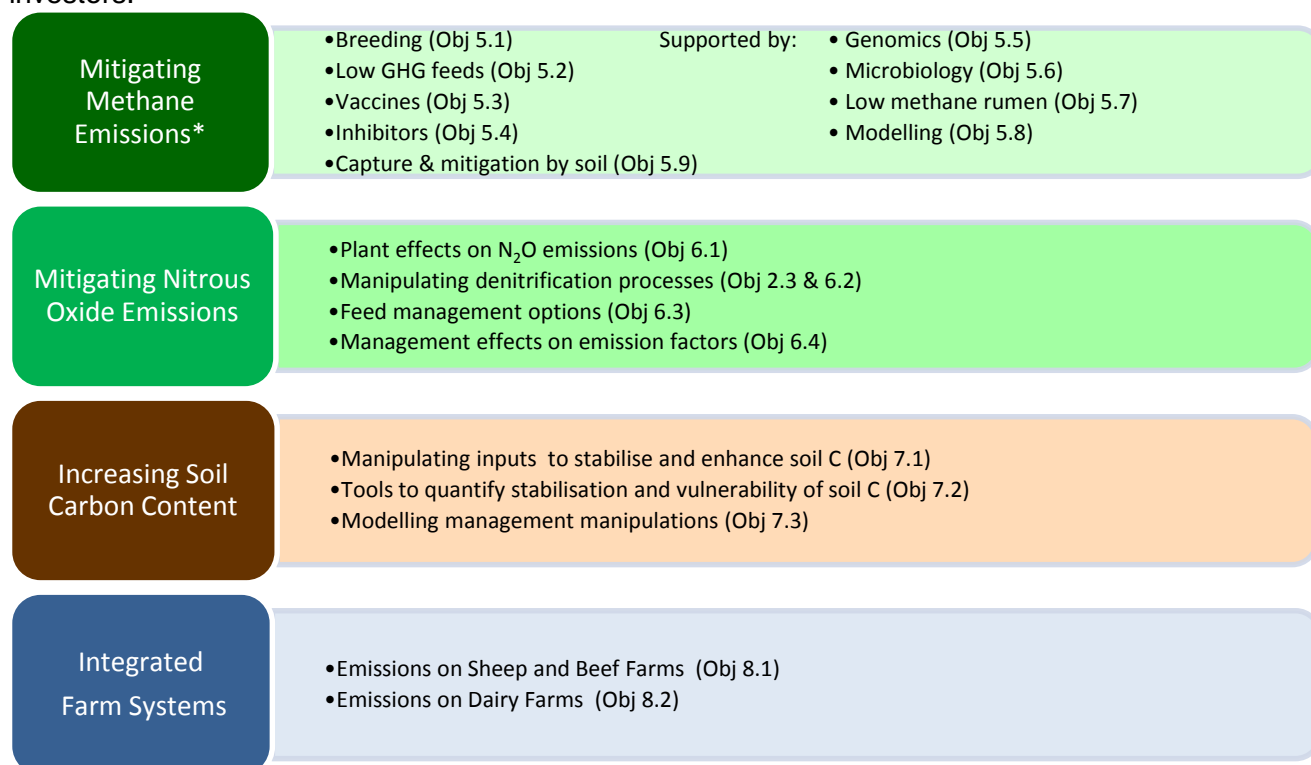 investors.
Mitigating
Methane
Emissions*
•Breeding (Obj 5.1)
•Low GHG feeds (Obj 5.2)
•Vaccines (Obj 5.3)
•Inhibitors (Obj 5.4)
•Capture & mitigation by soil (Obj 5.9)
Supported by:
• Genomics (Obj 5.5)
• Microbiology (Obj 5.6)
• Low methane rumen (Obj 5.7)
• Modelling (Obj 5.8)
Mitigating Nitrous
Oxide Emissions
•Plant effects on N₂O emissions (Obj 6.1)
•Manipulating denitrification processes (Obj 2.3 & 6.2)
•Feed management options (Obj 6.3)
•Management effects on emission factors (Obj 6.4)
Increasing Soil
Carbon Content
•Manipulating inputs to stabilise and enhance soil C (Obj 7.1)
•Tools to quantify stabilisation and vulnerability of soil C (Obj 7.2)
•Modelling management manipulations (Obj 7.3)
Integrated
Farm Systems
•Emissions on Sheep and Beef Farms (Obj 8.1)
•Emissions on Dairy Farms (Obj 8.2)